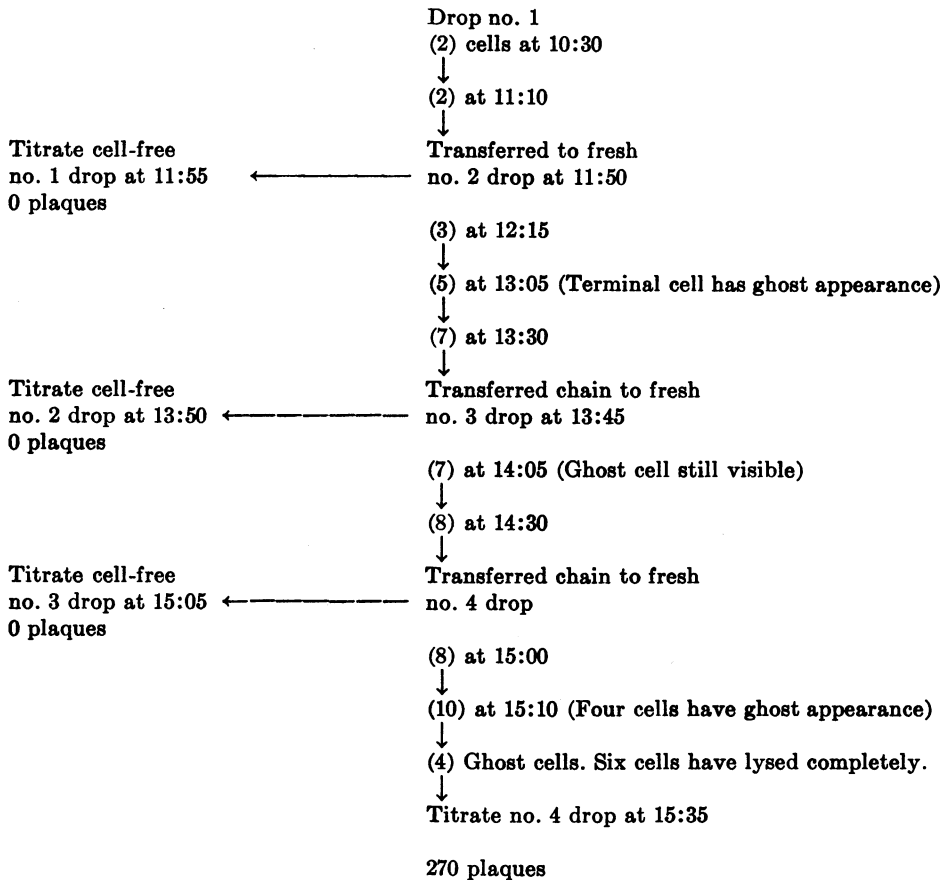 Drop no. 1
(2) cells at 10:30
(2) at 11:10
Titrate cell-free
no. 1 drop at 11:55
0 plaques
Transferred to fresh
no. 2 drop at 11:50
(3) at 12:15
(5) at 13:05 (Terminal cell has ghost appearance)
(7) at 13:30
Titrate cell-free
no. 2 drop at 13:50
0 plaques
Transferred chain to fresh
no. 3 drop at 13:45
(7) at 14:05 (Ghost cell still visible)
(8) at 14:30
Titrate cell-free
no. 3 drop at 15:05
0 plaques
Transferred chain to fresh
no. 4 drop
(8) at 15:00
(10) at 15:10 (Four cells have ghost appearance)
(4) Ghost cells. Six cells have lysed completely.
Titrate no. 4 drop at 15:35
270 plaques